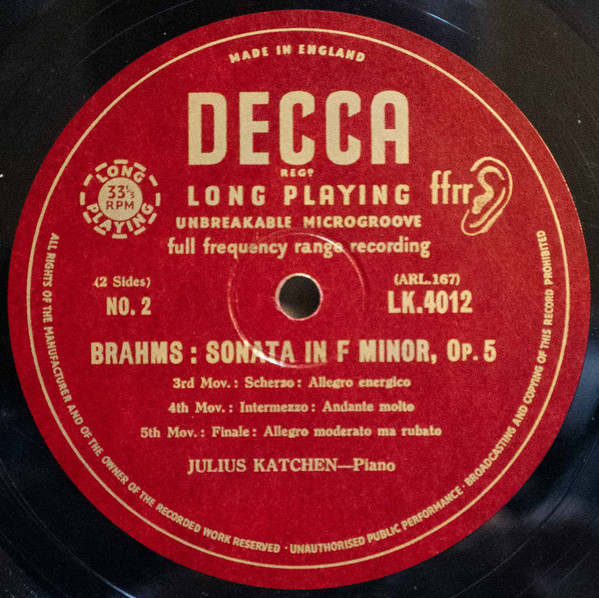 MADE IN ENGLAND
DECCA
REGD
LONG PLAYING
ffrr
LONG PLAYING
33⅓ RPM
UNBREAKABLE MICROGROOVE
full frequency range recording
(2 Sides)
(ARL.167)
NO. 2
LK.4012
BRAHMS : SONATA IN F MINOR, Op. 5
3rd Mov. : Scherzo : Allegro energico
4th Mov. : Intermezzo : Andante molto
5th Mov. : Finale : Allegro moderato ma rubato
JULIUS KATCHEN—Piano
ALL RIGHTS OF THE MANUFACTURER AND OF THE OWNER OF THE RECORDED WORK RESERVED · UNAUTHORISED PUBLIC PERFORMANCE · BROADCASTING AND COPYING OF THIS RECORD PROHIBITED